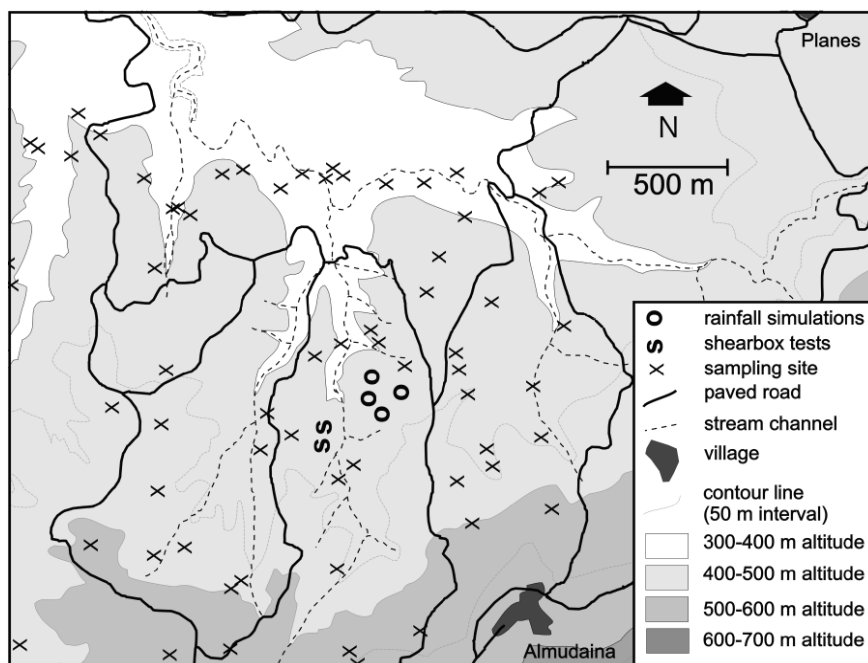 Planes
N
500 m
o rainfall simulations
s shearbox tests
sampling site
paved road
stream channel
village
contour line
(50 m interval)
300-400 m altitude
400-500 m altitude
500-600 m altitude
600-700 m altitude
o
o o
o
o
s s
Almudaina